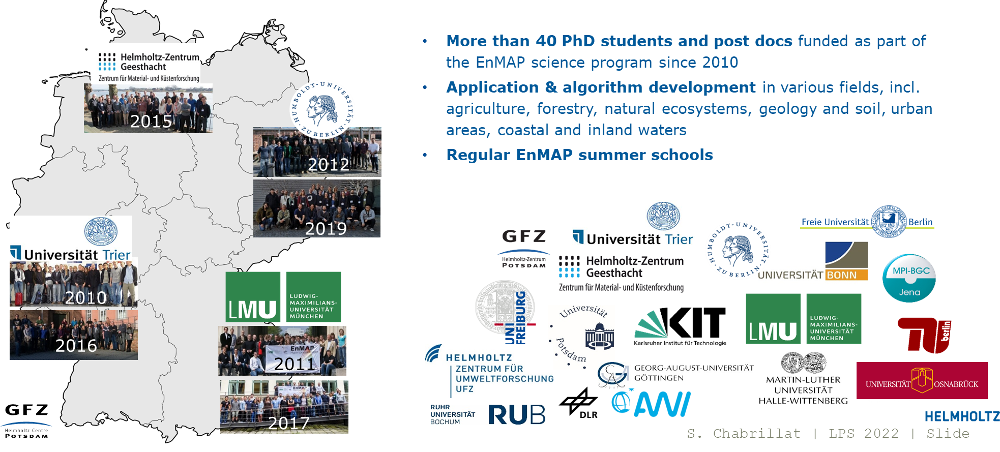 Helmholtz-Zentrum
Geesthacht
Zentrum für Material- und Küstenforschung
2015
HUMBOLDT-UNIVERSITÄT · ZU BERLIN ·
2012
2019
Universität Trier
2010
2016
LMU
LUDWIG-
MAXIMILIANS-
UNIVERSITÄT
MÜNCHEN
EnMAP
2011
EnMAP
2017
GFZ
Helmholtz Centre
POTSDAM
• More than 40 PhD students and post docs funded as part of
the EnMAP science program since 2010
• Application & algorithm development in various fields, incl.
agriculture, forestry, natural ecosystems, geology and soil, urban
areas, coastal and inland waters
• Regular EnMAP summer schools
GFZ
Helmholtz-Zentrum
POTSDAM
Universität Trier
Helmholtz-Zentrum
Geesthacht
Zentrum für Material- und Küstenforschung
HUMBOLDT-UNIVERSITÄT · ZU BERLIN ·
Freie Universität Berlin
UNIVERSITÄT BONN
MPI-BGC
Jena
UNI
FREIBURG
Universität
Potsdam
KIT
Karlsruher Institut für Technologie
LMU
LUDWIG-
MAXIMILIANS-
UNIVERSITÄT
MÜNCHEN
TU
berlin
HELMHOLTZ
ZENTRUM FÜR
UMWELTFORSCHUNG
UFZ
GEORG-AUGUST-UNIVERSITÄT
GÖTTINGEN
MARTIN-LUTHER
UNIVERSITÄT
HALLE-WITTENBERG
UNIVERSITÄT OSNABRÜCK
RUHR
UNIVERSITÄT
BOCHUM
RUB
DLR
AWI
HELMHOLTZ
S. Chabrillat | LPS 2022 | Slide